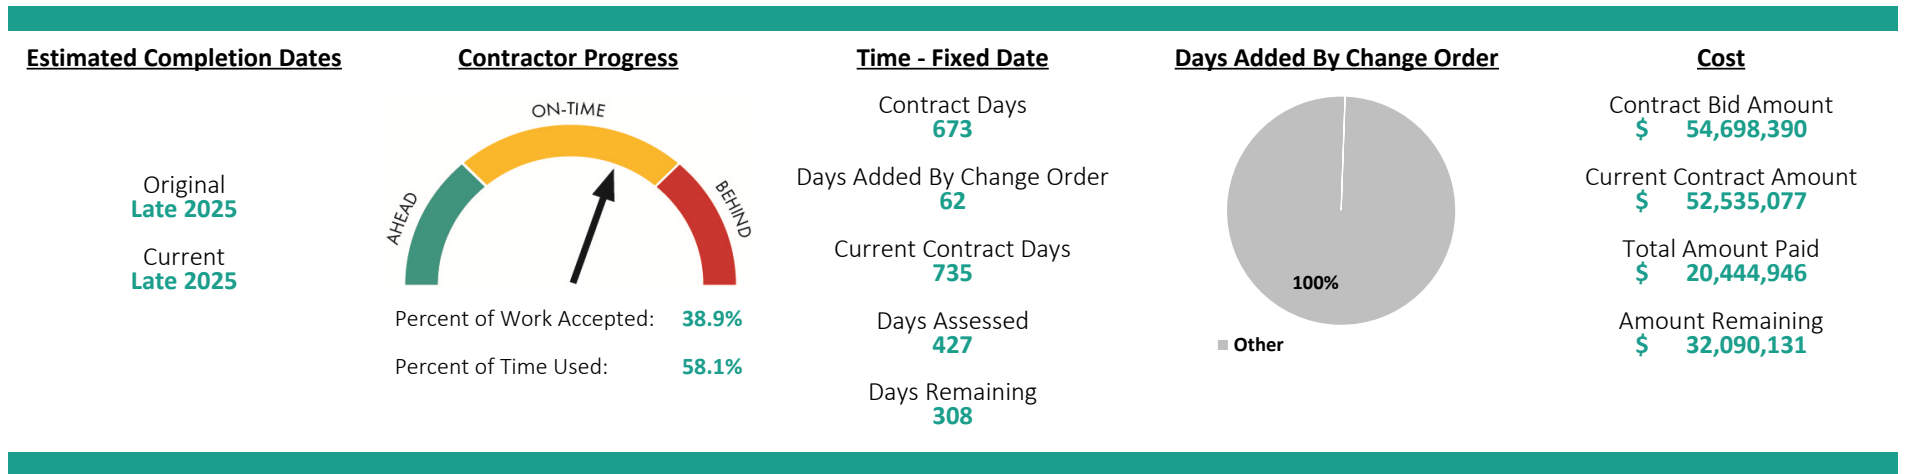 Estimated Completion Dates
Original
Late 2025
Current
Late 2025
Contractor Progress
AHEAD
ON-TIME
BEHIND
Percent of Work Accepted: 38.9%
Percent of Time Used: 58.1%
Time - Fixed Date
Contract Days
673
Days Added By Change Order
62
Current Contract Days
735
Days Assessed
427
Days Remaining
308
Days Added By Change Order
100%
Other
Cost
Contract Bid Amount
$ 54,698,390
Current Contract Amount
$ 52,535,077
Total Amount Paid
$ 20,444,946
Amount Remaining
$ 32,090,131